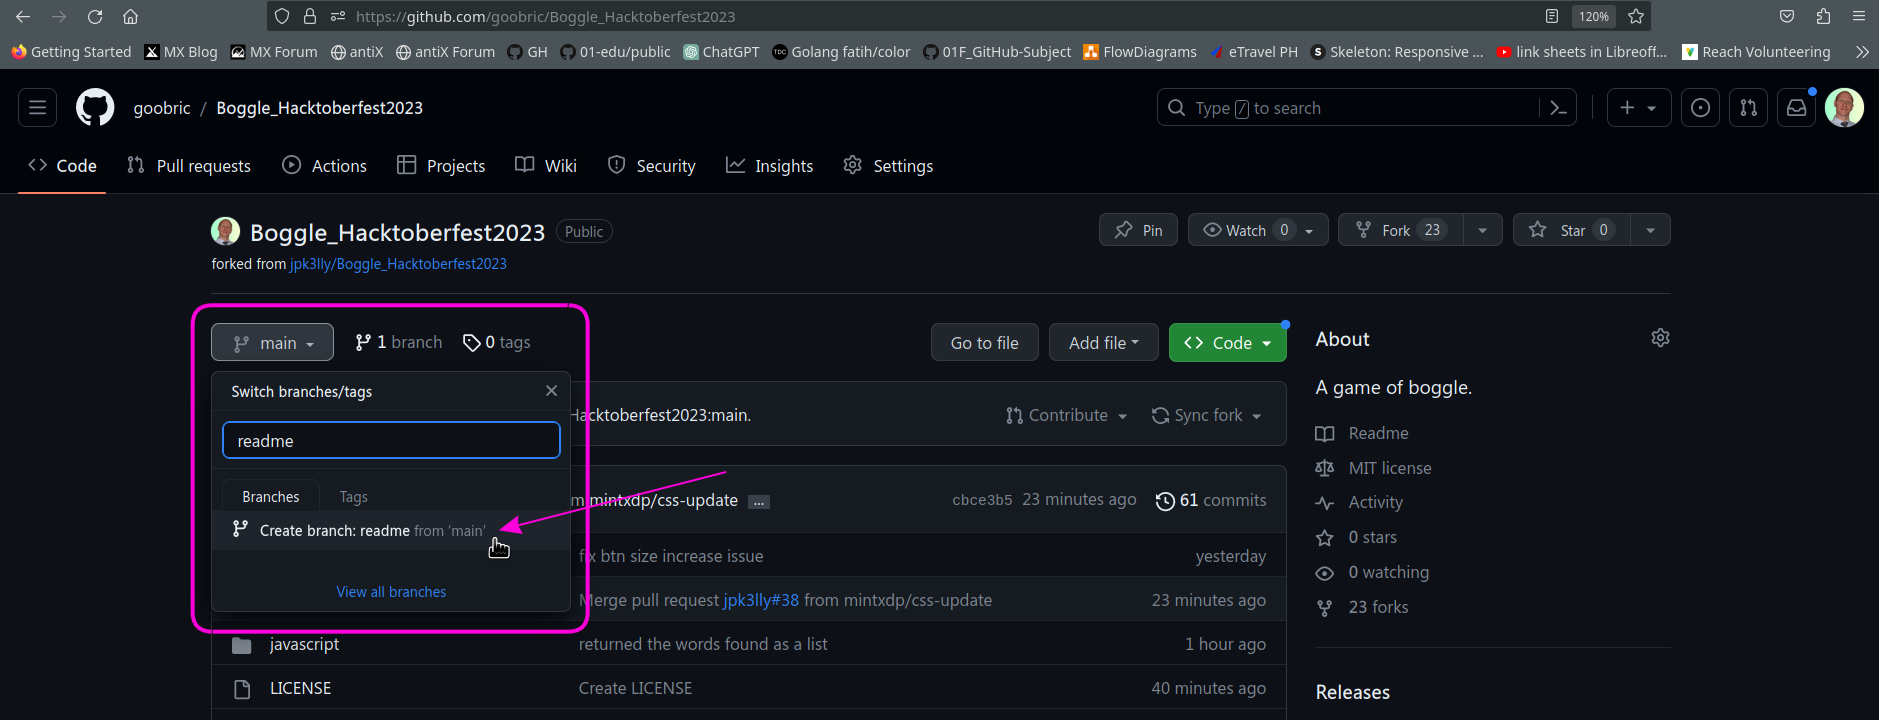 https://github.com/goobric/Boggle_Hacktoberfest2023 120%
Getting Started MX Blog MX Forum antiX antiX Forum GH 01-edu/public ChatGPT TDC Golang fatih/color 01F_GitHub-Subject FlowDiagrams eTravel PH S Skeleton: Responsive ... link sheets in Libreoff... Reach Volunteering
goobric / Boggle_Hacktoberfest2023 Type / to search
Code Pull requests Actions Projects Wiki Security Insights Settings
Boggle_Hacktoberfest2023 Public Pin Watch 0 Fork 23 Star 0
forked from jpk3lly/Boggle_Hacktoberfest2023
main 1 branch 0 tags Go to file Add file Code
Switch branches/tags
readme
Branches Tags
Create branch: readme from ‘main’
View all branches
Hacktoberfest2023:main. Contribute Sync fork
m mintxdp/css-update ... cbce3b5 23 minutes ago 61 commits
fix btn size increase issue yesterday
Merge pull request jpk3lly#38 from mintxdp/css-update 23 minutes ago
javascript returned the words found as a list 1 hour ago
LICENSE Create LICENSE 40 minutes ago
About
A game of boggle.
Readme
MIT license
Activity
0 stars
0 watching
23 forks
Releases